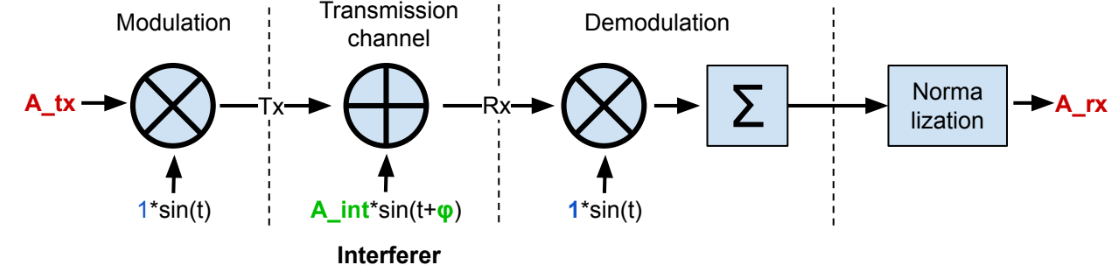 Modulation
Transmission
channel
Demodulation
A_tx
Tx
Rx
Σ
Norma
lization
A_rx
1*sin(t)
A_int*sin(t+φ)
1*sin(t)
Interferer